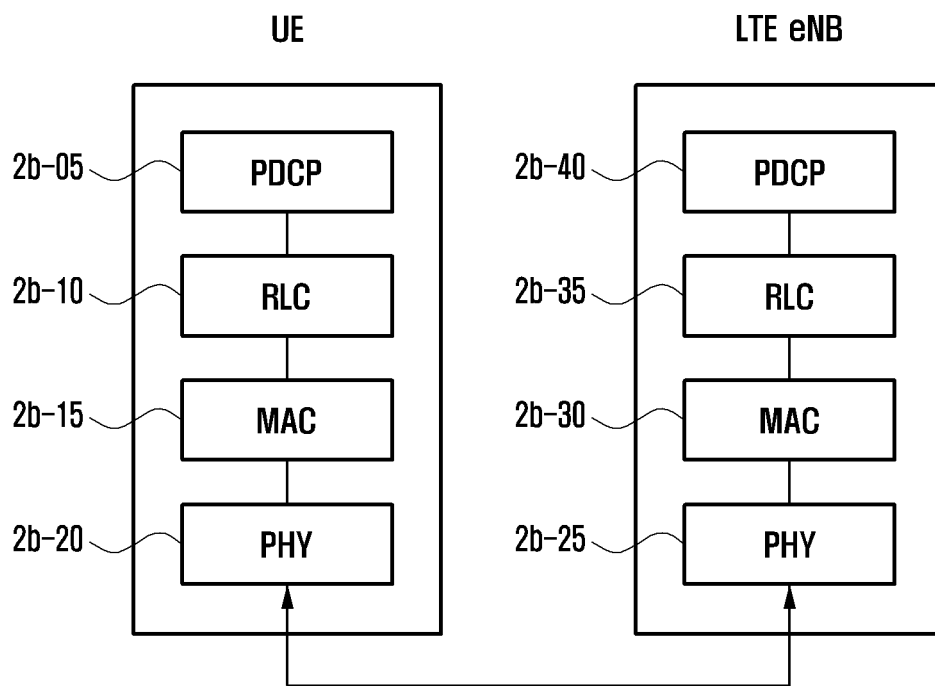 UE LTE eNB
2b-05 PDCP 2b-40 PDCP
2b-10 RLC 2b-35 RLC
2b-15 MAC 2b-30 MAC
2b-20 PHY 2b-25 PHY